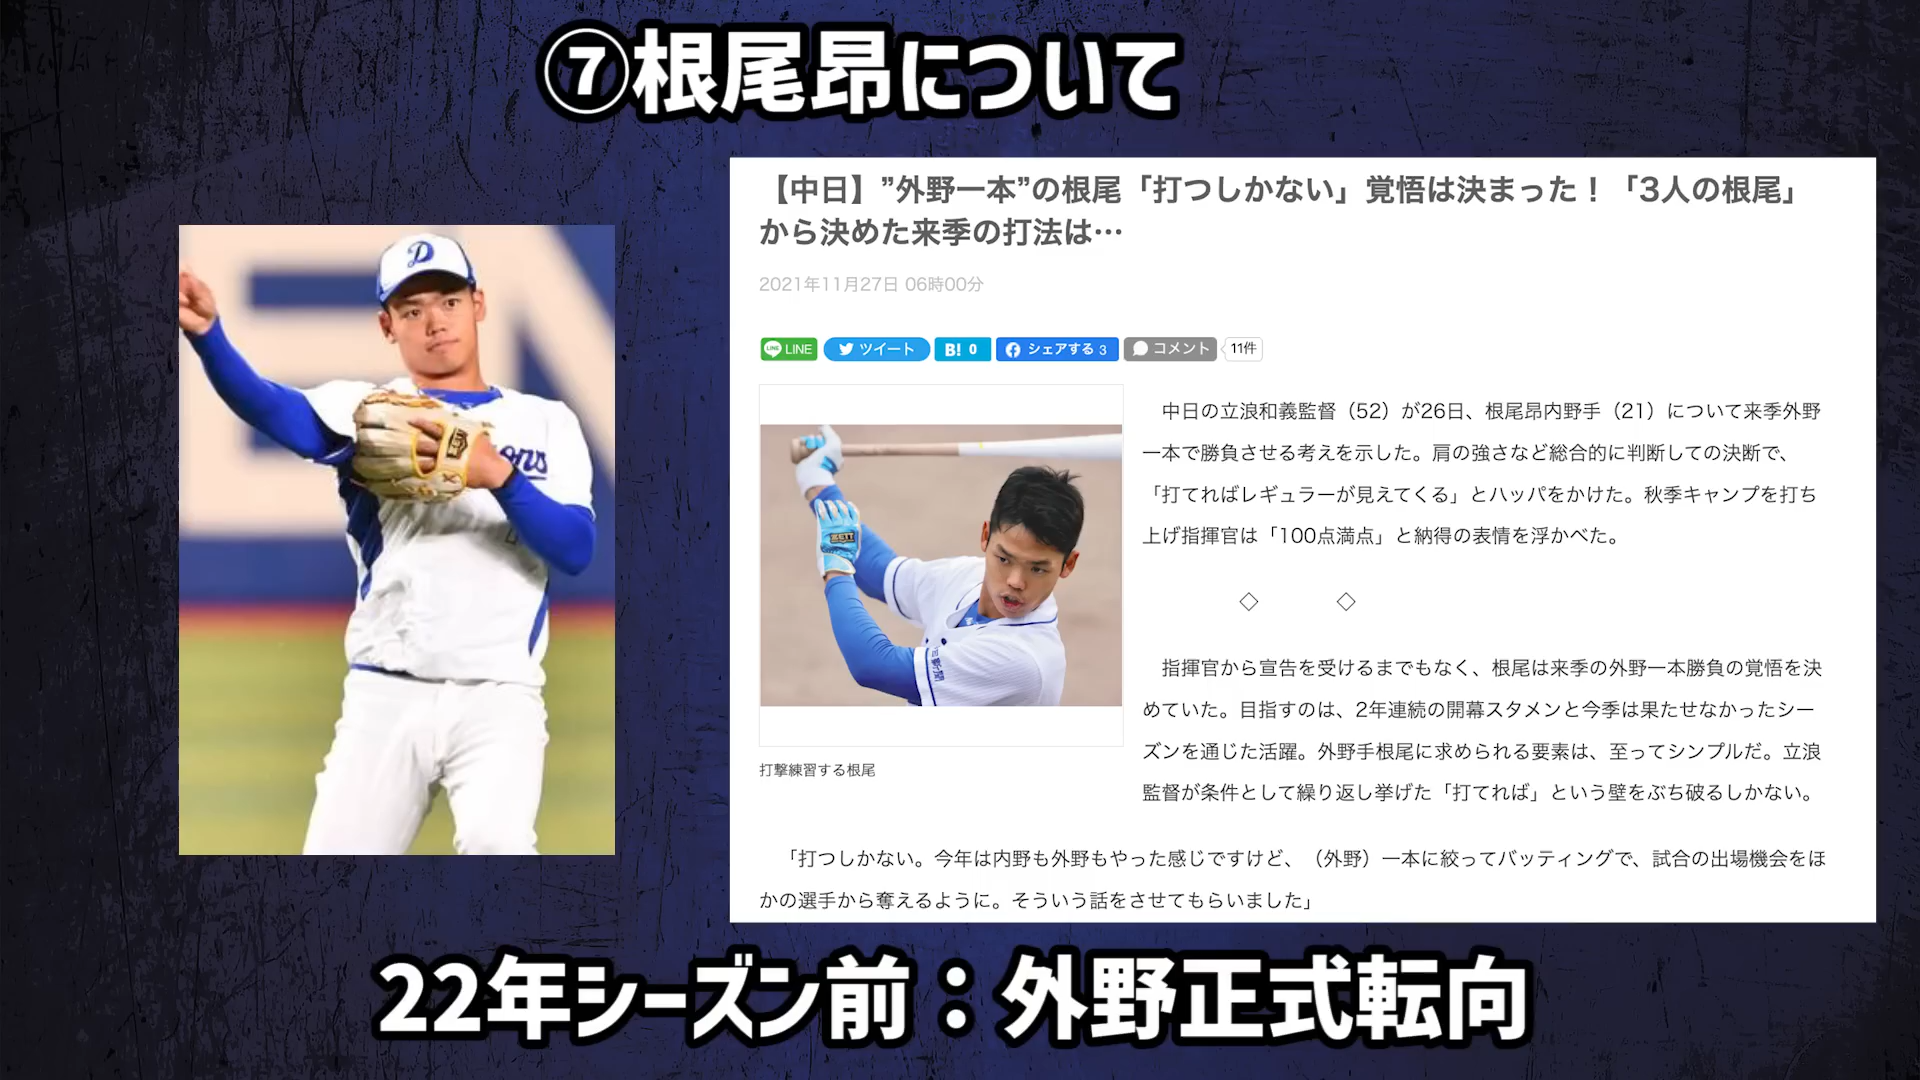 ⑦根尾昂について
【中日】”外野一本”の根尾「打つしかない」覚悟は決まった！「3人の根尾」
から決めた来季の打法は…
2021年11月27日 06時00分
LINE ツイート B! 0 シェアする 3 コメント 11件
中日の立浪和義監督（52）が26日、根尾昂内野手（21）について来季外野
一本で勝負させる考えを示した。肩の強さなど総合的に判断しての決断で、
「打てればレギュラーが見えてくる」とハッパをかけた。秋季キャンプを打ち
上げ指揮官は「100点満点」と納得の表情を浮かべた。
◇ ◇
指揮官から宣告を受けるまでもなく、根尾は来季の外野一本勝負の覚悟を決
めていた。目指すのは、2年連続の開幕スタメンと今季は果たせなかったシー
ズンを通じた活躍。外野手根尾に求められる要素は、至ってシンプルだ。立浪
監督が条件として繰り返し挙げた「打てれば」という壁をぶち破るしかない。
打撃練習する根尾
「打つしかない。今年は内野も外野もやった感じですけど、（外野）一本に絞ってバッティングで、試合の出場機会をほ
かの選手から奪えるように。そういう話をさせてもらいました」
22年シーズン前：外野正式転向
D
ons
ZETT